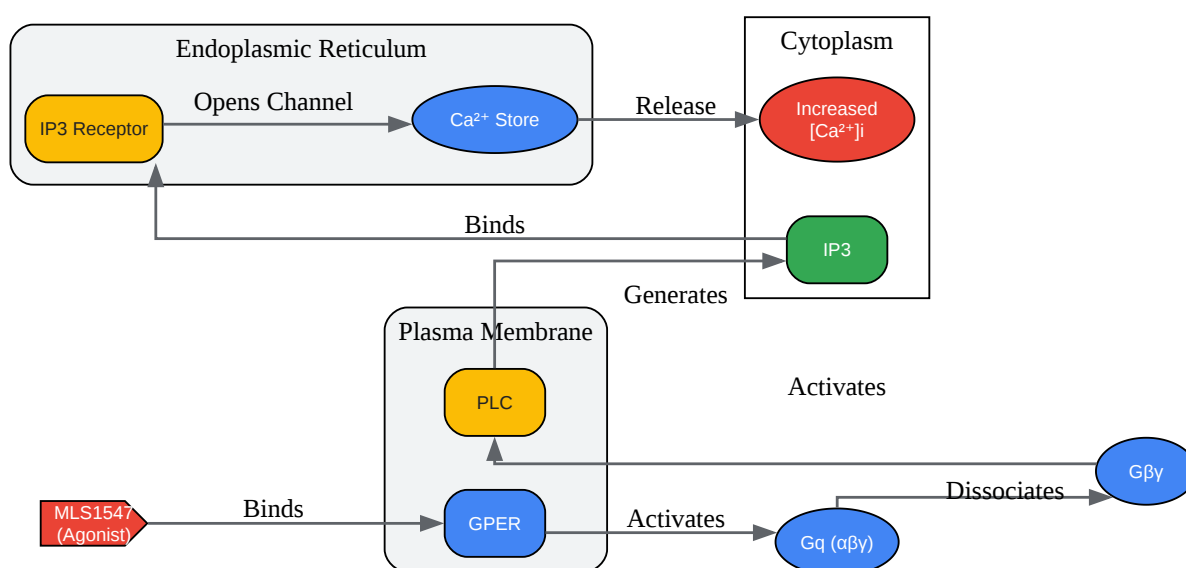 Endoplasmic Reticulum
Cytoplasm
IP3 Receptor
Opens Channel
Ca²⁺ Store
Release
Increased
[Ca²⁺]i
Binds
IP3
Generates
Plasma Membrane
PLC
Activates
Gβγ
Dissociates
MLS1547
(Agonist)
Binds
GPER
Activates
Gq (αβγ)